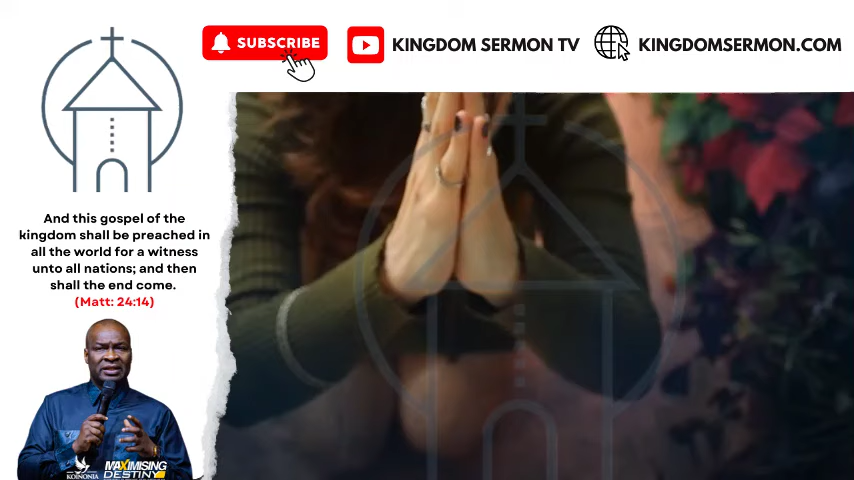 SUBSCRIBE
KINGDOM SERMON TV
KINGDOMSERMON.COM
And this gospel of the
kingdom shall be preached in
all the world for a witness
unto all nations; and then
shall the end come.
(Matt: 24:14)
KOINONIA
MAXIMISING
DESTINY